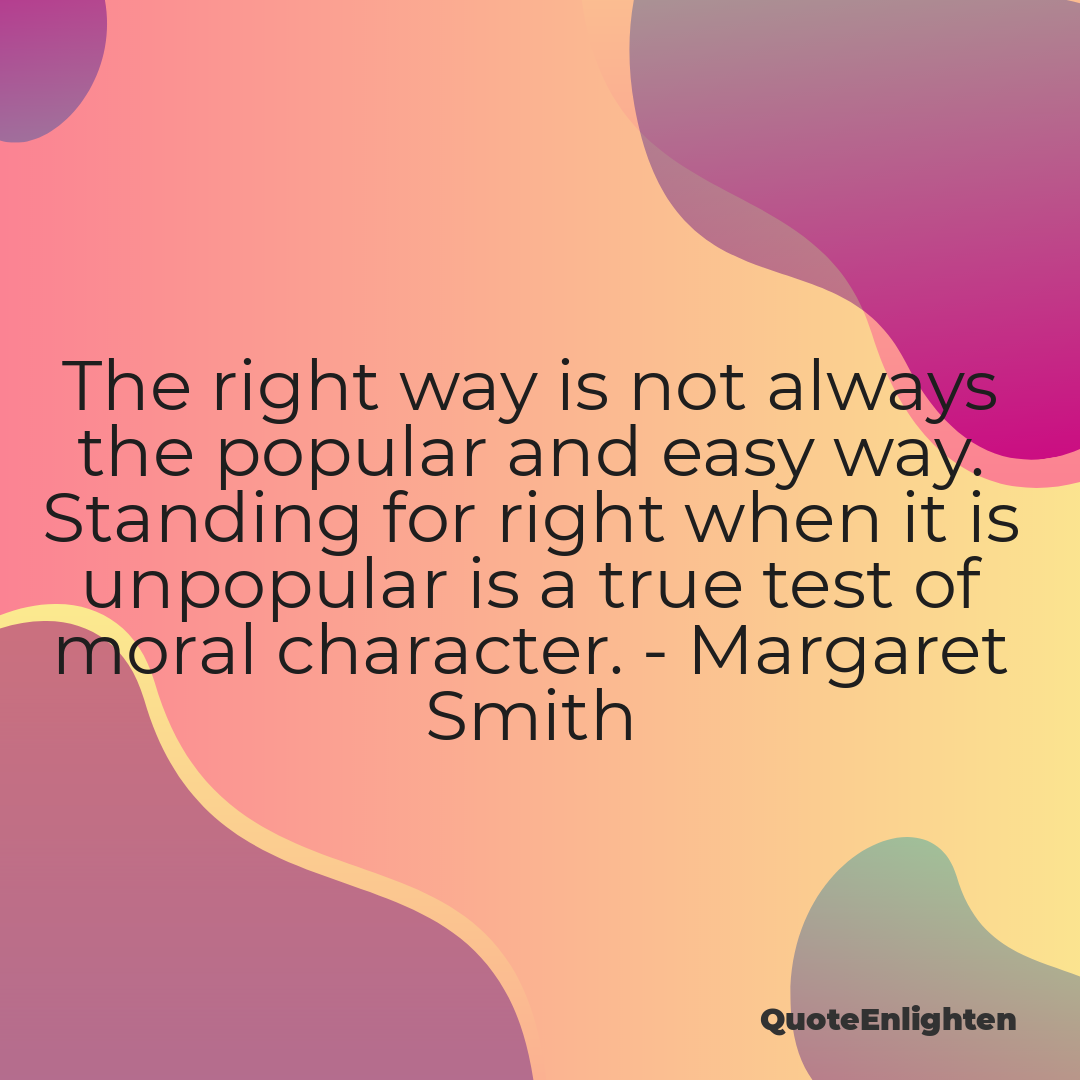 The right way is not always
the popular and easy way.
Standing for right when it is
unpopular is a true test of
moral character. - Margaret
Smith
QuoteEnlighten